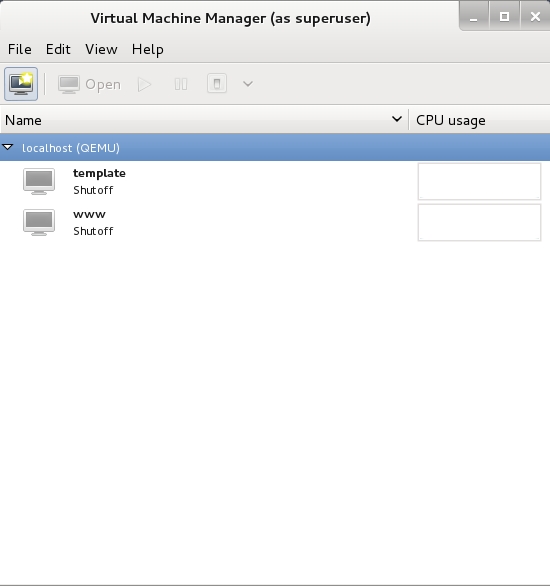 Virtual Machine Manager (as superuser)
File Edit View Help
Open
Name CPU usage
localhost (QEMU)
template
Shutoff
www
Shutoff